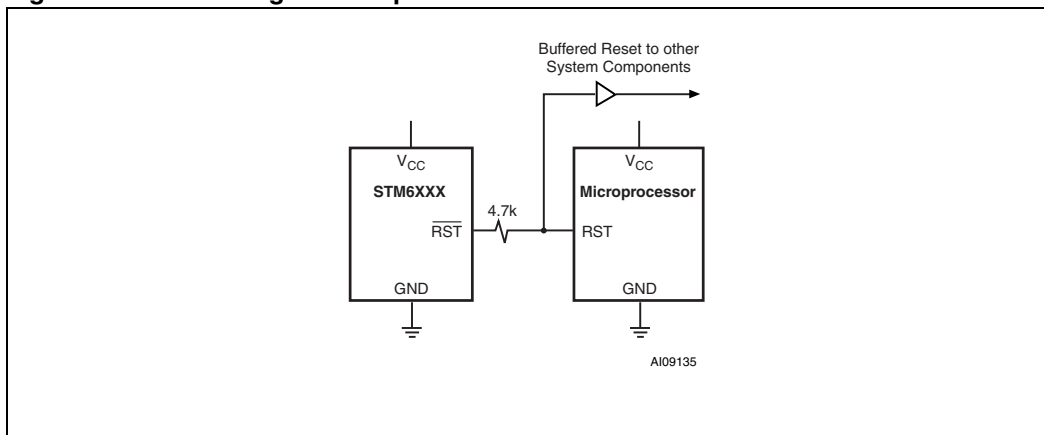 Buffered Reset to other
System Components
VCC
STM6XXX
RST
GND
4.7k
VCC
Microprocessor
RST
GND
AI09135